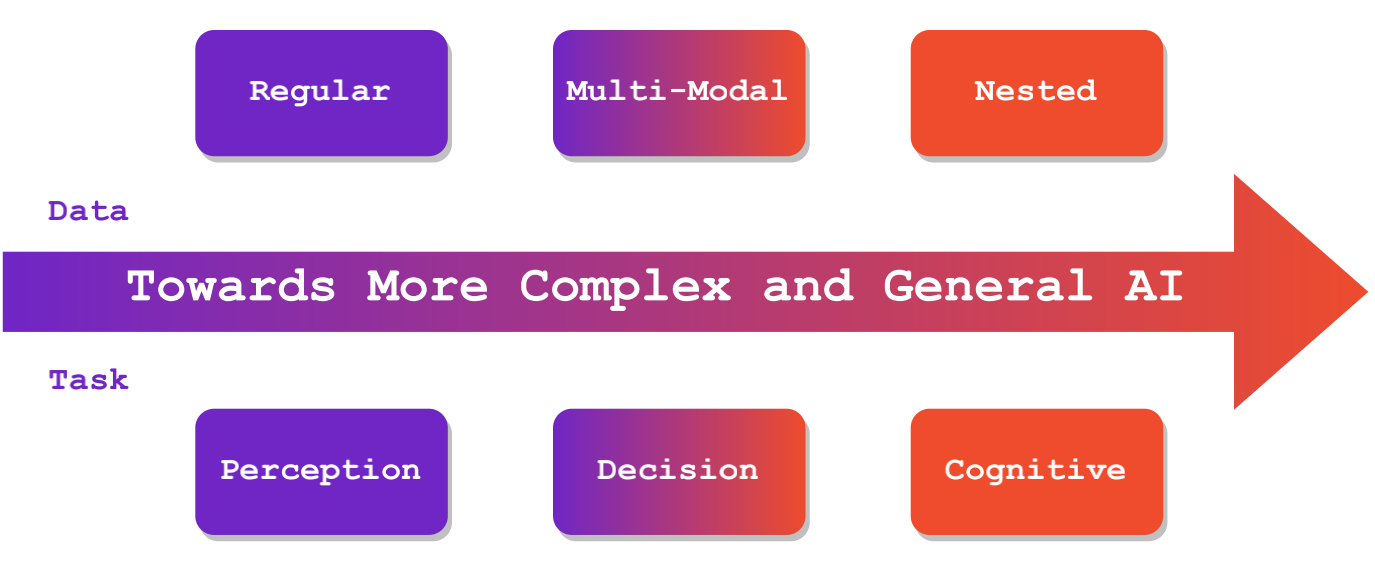 Regular
Multi-Modal
Nested
Data
Towards More Complex and General AI
Task
Perception
Decision
Cognitive